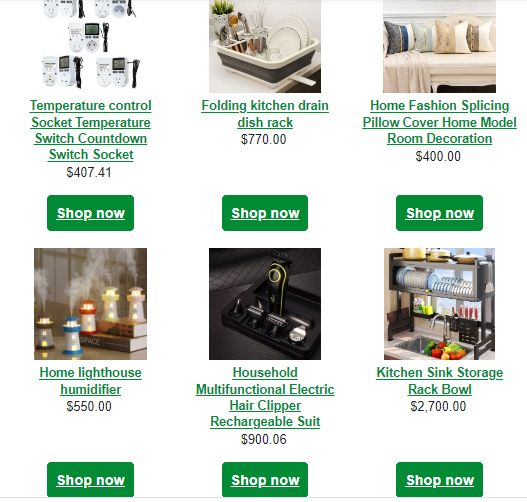 Temperature control
Socket Temperature
Switch Countdown
Switch Socket
$407.41
Shop now
Folding kitchen drain
dish rack
$770.00
Shop now
Home Fashion Splicing
Pillow Cover Home Model
Room Decoration
$400.00
Shop now
Home lighthouse
humidifier
$550.00
Shop now
Household
Multifunctional Electric
Hair Clipper
Rechargeable Suit
$900.06
Shop now
Kitchen Sink Storage
Rack Bowl
$2,700.00
Shop now